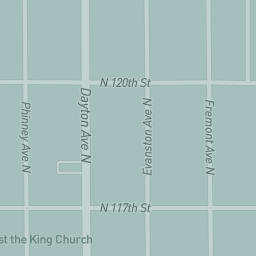 N 120th St
Phinney Ave N
Dayton Ave N
Evanston Ave N
Fremont Ave N
N 117th St
st the King Church